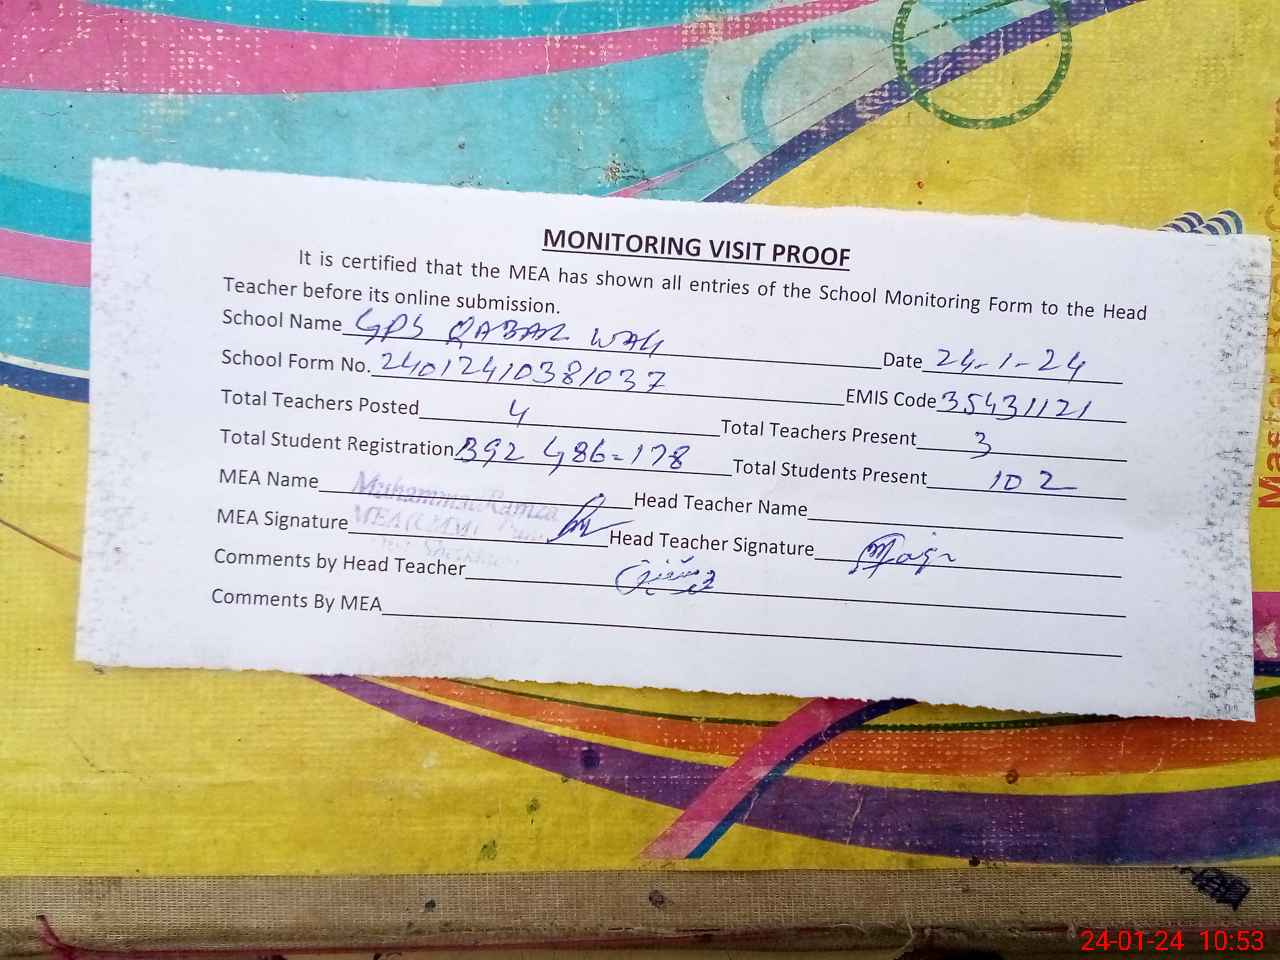 MONITORING VISIT PROOF
It is certified that the MEA has shown all entries of the School Monitoring Form to the Head
Teacher before its online submission.
School Name GPS QABAR WALI Date 24-1-24
School Form No. 24012410381037 EMIS Code 35431121
Total Teachers Posted 4 Total Teachers Present 3
Total Student Registration B92 G86=178 Total Students Present 102
MEA Name Muhammad Head Teacher Name
MEA Signature MEA Head Teacher Signature
Comments by Head Teacher
Comments By MEA
24-01-24 10:53